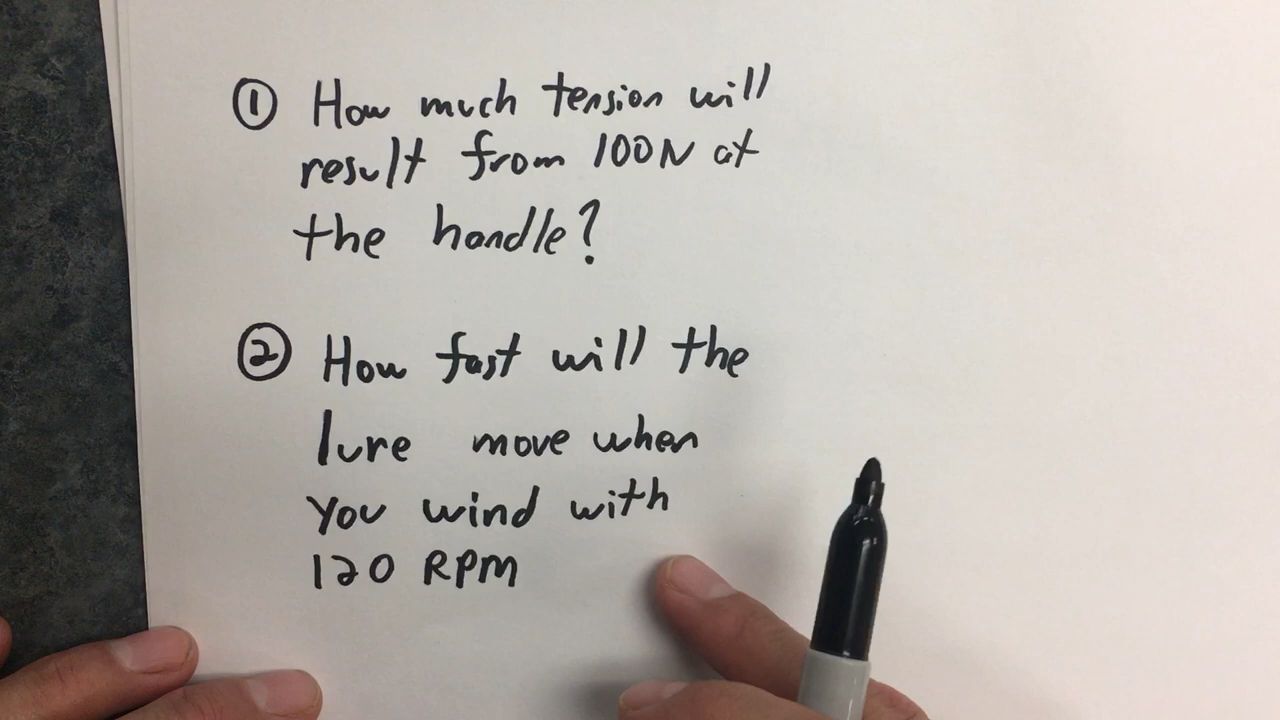 ① How much tension will
result from 100N at
the handle?
② How fast will the
lure move when
you wind with
120 RPM